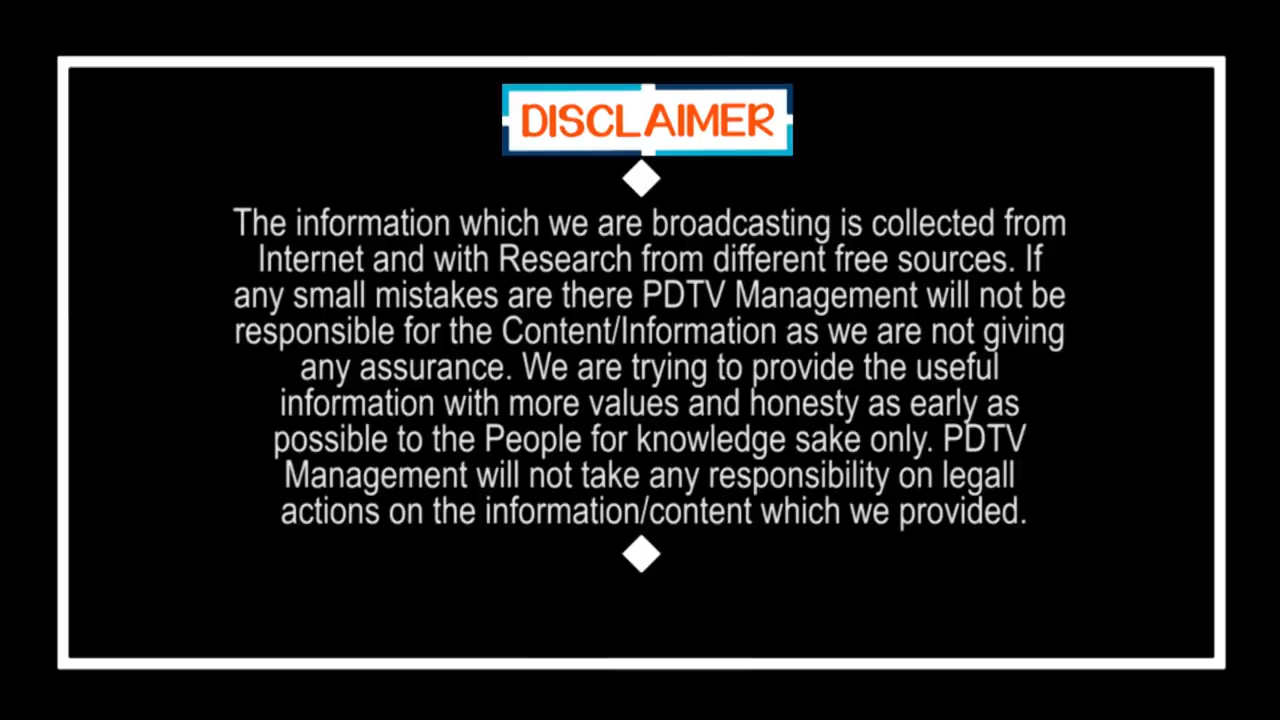 DISCLAIMER
The information which we are broadcasting is collected from
Internet and with Research from different free sources. If
any small mistakes are there PDTV Management will not be
responsible for the Content/Information as we are not giving
any assurance. We are trying to provide the useful
information with more values and honesty as early as
possible to the People for knowledge sake only. PDTV
Management will not take any responsibility on legall
actions on the information/content which we provided.